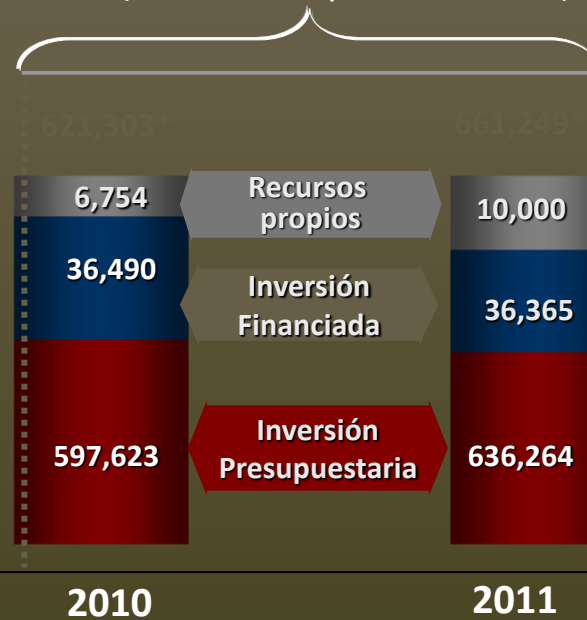 621,303*
661,249*
6,754
Recursos
propios
10,000
36,490
Inversión
Financiada
36,365
597,623
Inversión
Presupuestaria
636,264
2010
2011